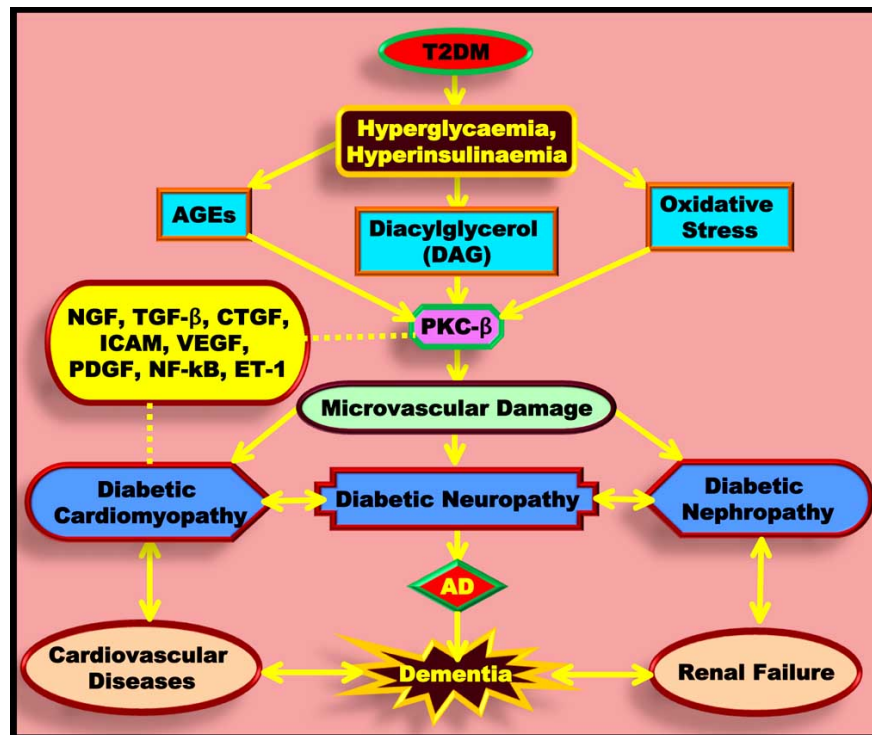 T2DM
Hyperglycaemia,
Hyperinsulinaemia
AGEs
Diacylglycerol
(DAG)
Oxidative
Stress
NGF, TGF-β, CTGF,
ICAM, VEGF,
PDGF, NF-kB, ET-1
PKC-β
Microvascular Damage
Diabetic
Cardiomyopathy
Diabetic Neuropathy
Diabetic
Nephropathy
AD
Cardiovascular
Diseases
Dementia
Renal Failure